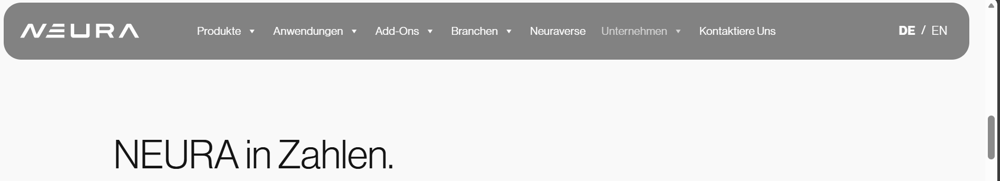 NEURA Produkte Anwendungen Add-Ons Branchen Neuraverse Unternehmen Kontaktiere Uns DE / EN
NEURA in Zahlen.